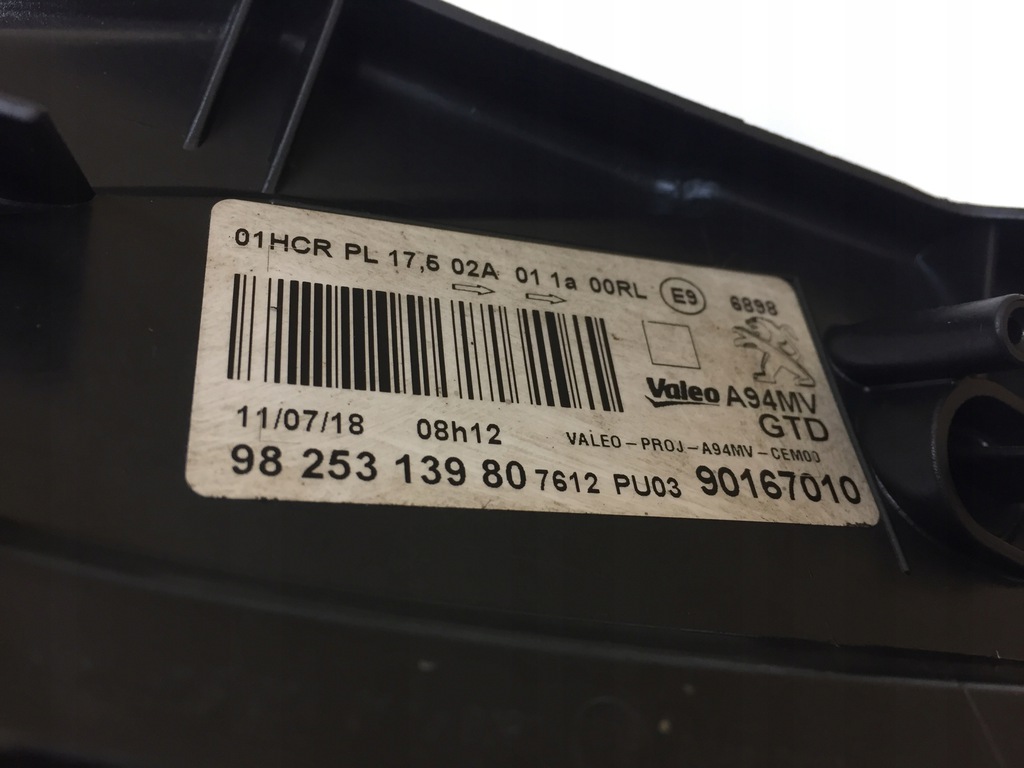 01HCR PL 17,5 02A 01 1a 00RL E9 6898
Valeo A94MV
GTD
11/07/18 08h12 VALEO-PROJ-A94MV-CEM00
98 253 139 80 7612 PU03 90167010